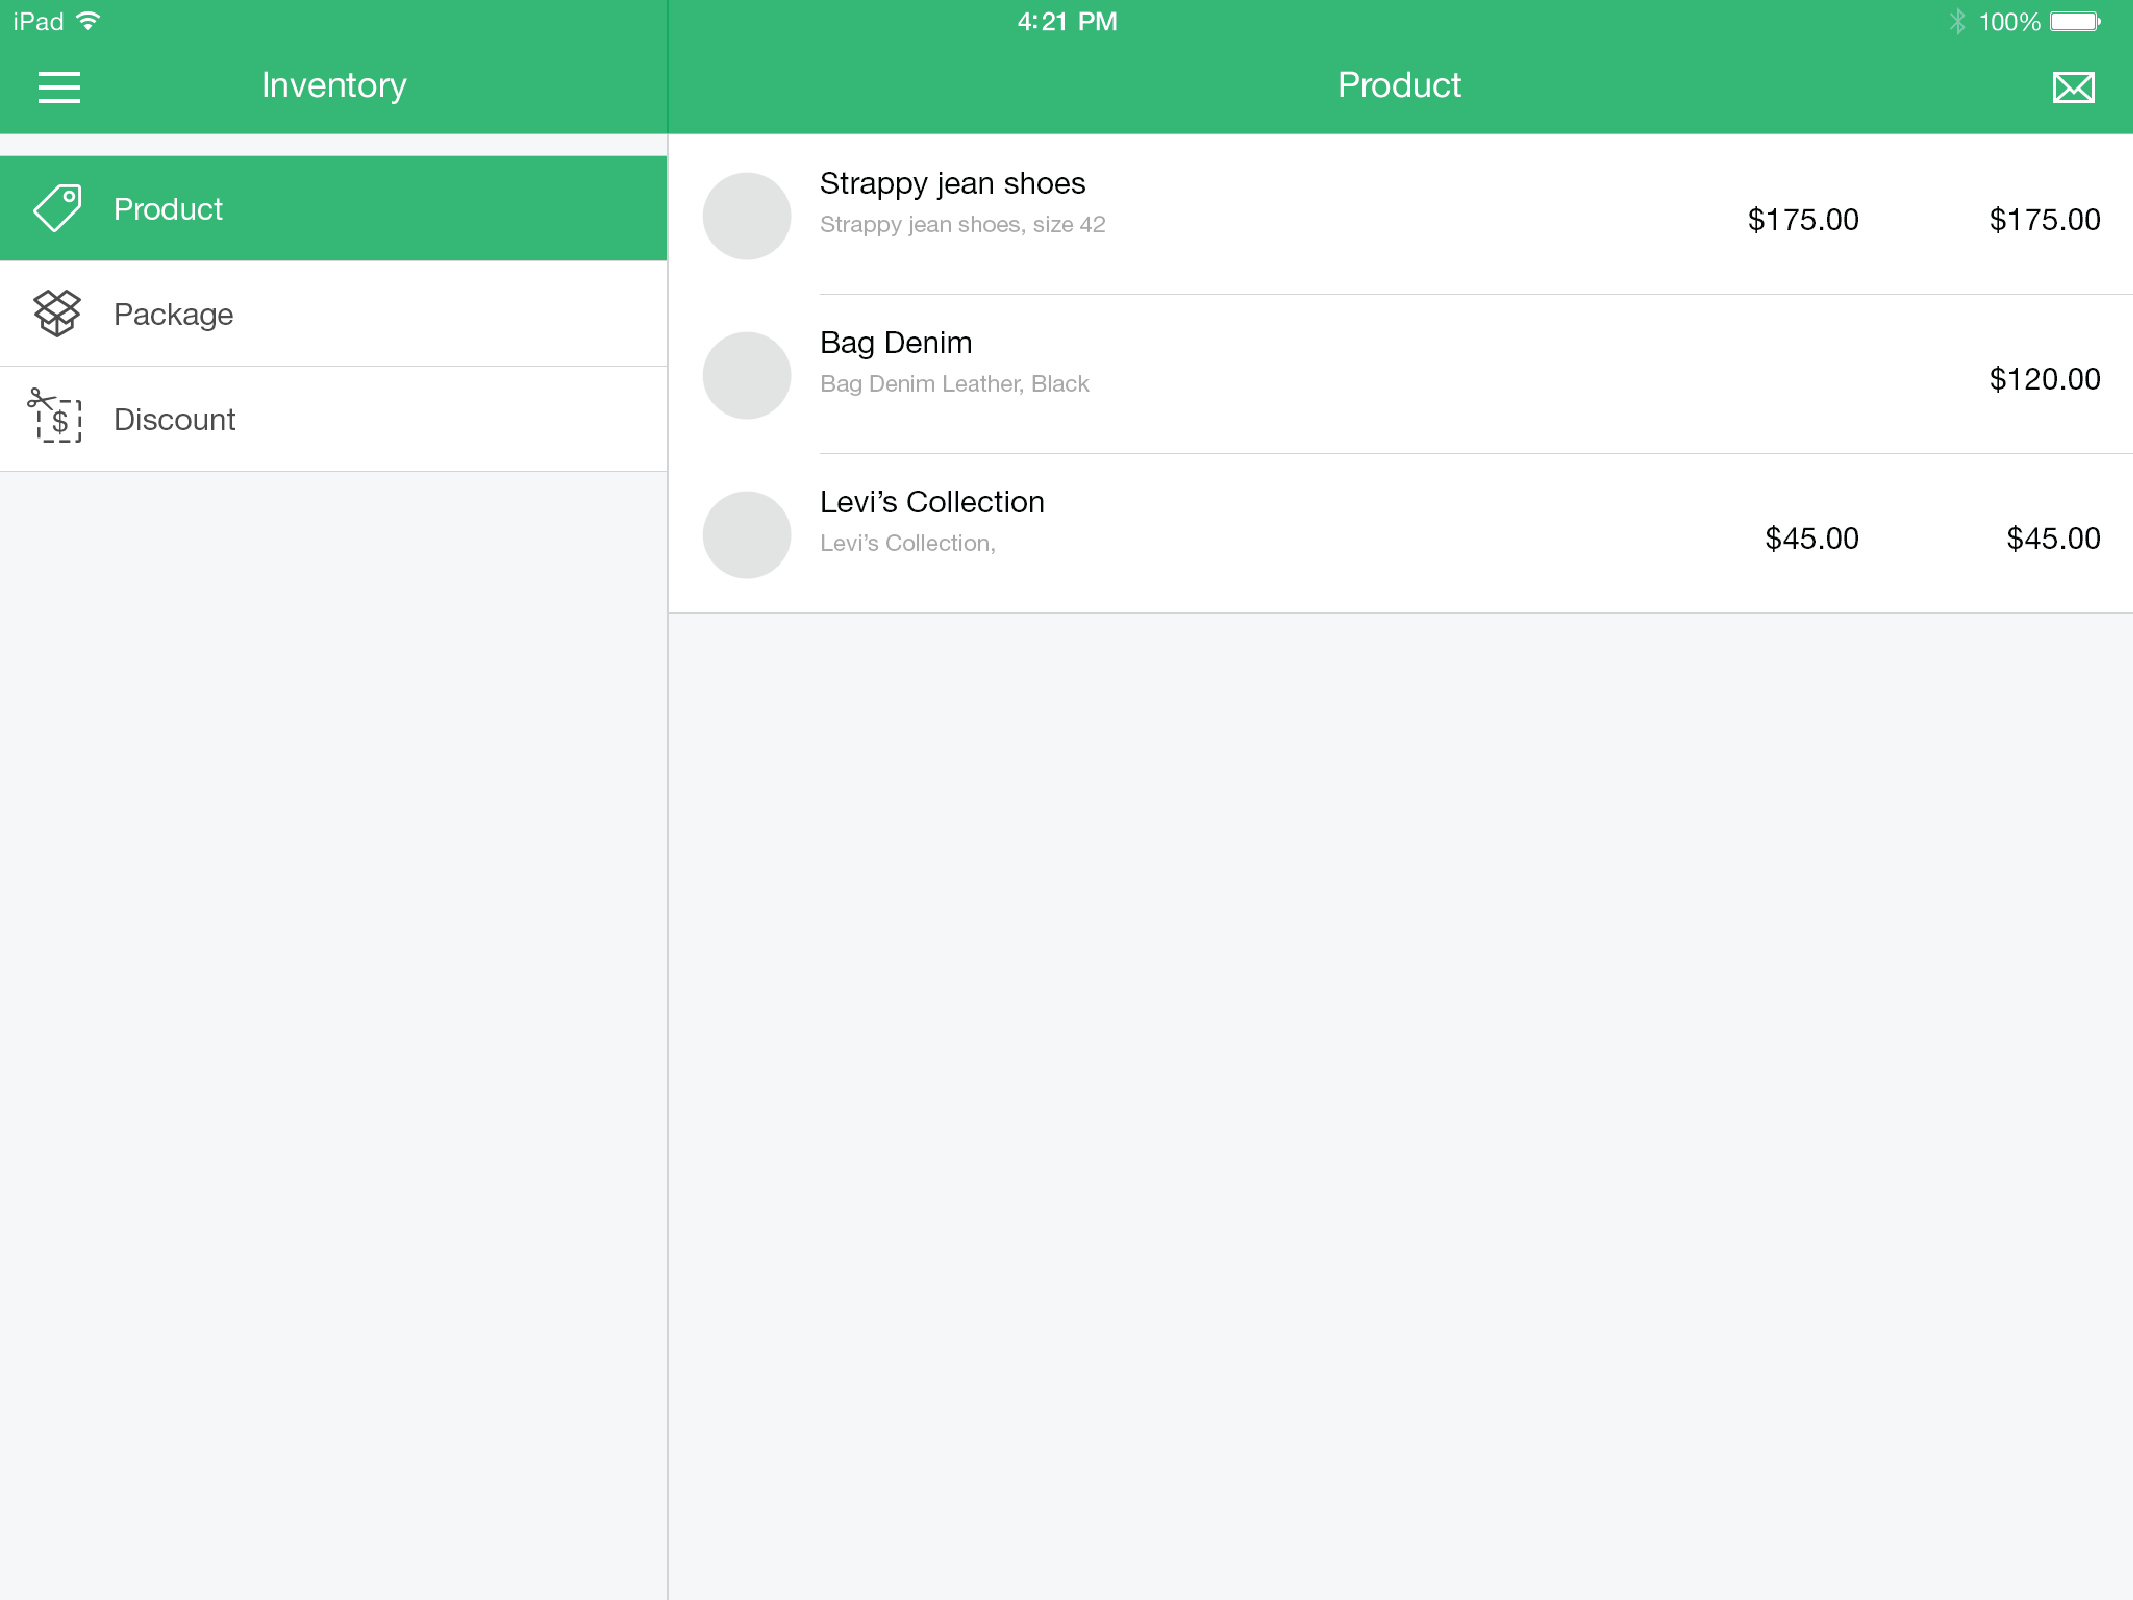 iPad
4:21 PM
100%
Inventory
Product
Product
Package
$ Discount
Strappy jean shoes
Strappy jean shoes, size 42
$175.00 $175.00
Bag Denim
Bag Denim Leather, Black
$120.00
Levi’s Collection
Levi’s Collection,
$45.00 $45.00